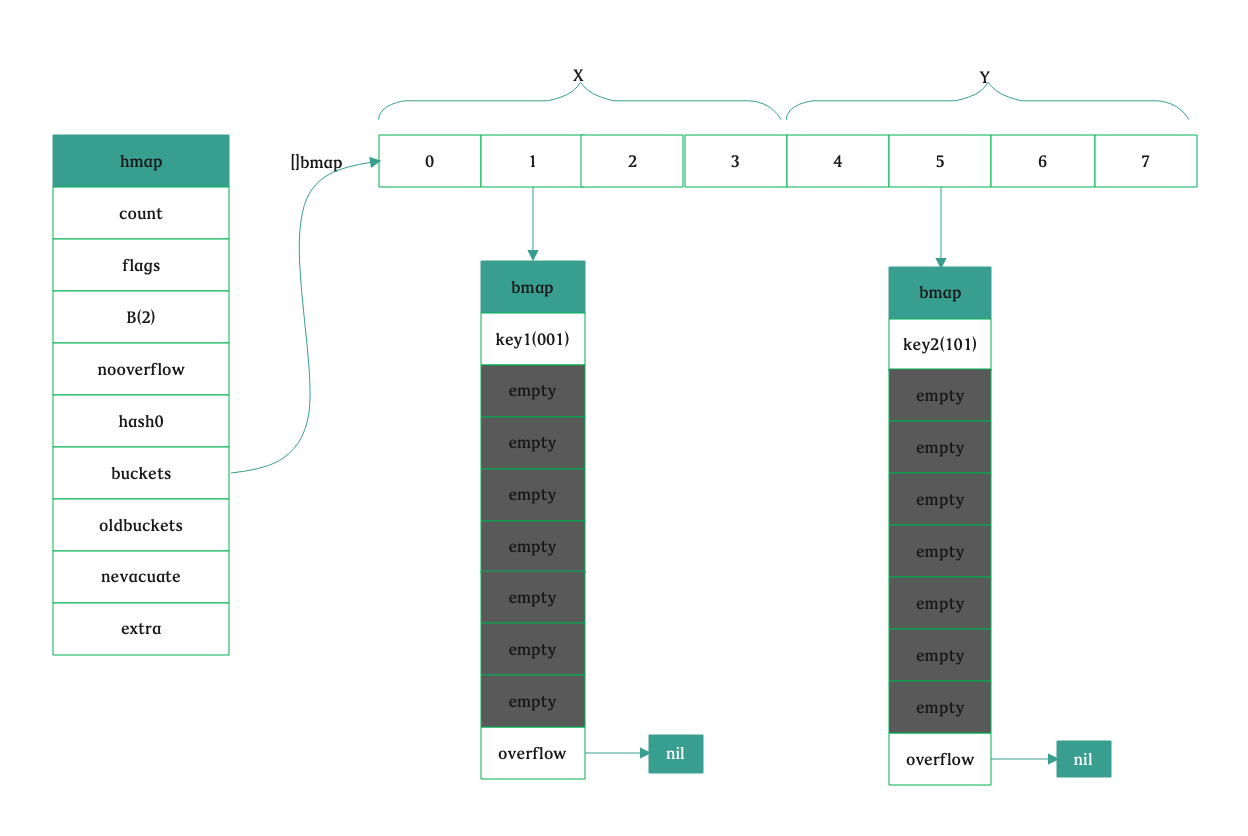 X
Y
hmap
count
flags
B(2)
nooverflow
hash0
buckets
oldbuckets
nevacuate
extra
[]bmap
0
1
2
3
4
5
6
7
bmap
key1(001)
empty
empty
empty
empty
empty
empty
empty
overflow
nil
bmap
key2(101)
empty
empty
empty
empty
empty
empty
empty
overflow
nil